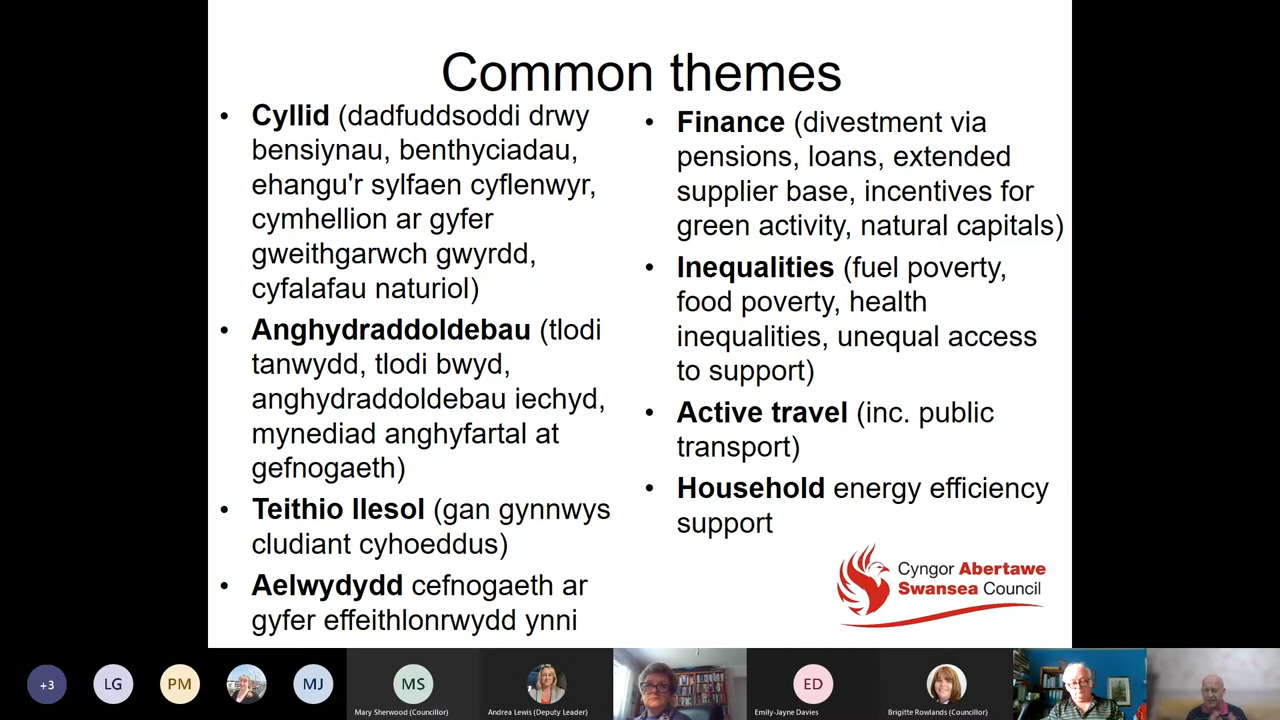 Common themes
• Cyllid (dadfuddsoddi drwy
bensiynau, benthyciadau,
ehangu'r sylfaen cyflenwyr,
cymhellion ar gyfer
gweithgarwch gwyrdd,
cyfalafau naturiol)
• Anghydraddoldebau (tlodi
tanwydd, tlodi bwyd,
anghydraddoldebau iechyd,
mynediad anghyfartal at
gefnogaeth)
• Teithio llesol (gan gynnwys
cludiant cyhoeddus)
• Aelwydydd cefnogaeth ar
gyfer effeithlonrwydd ynni
• Finance (divestment via
pensions, loans, extended
supplier base, incentives for
green activity, natural capitals)
• Inequalities (fuel poverty,
food poverty, health
inequalities, unequal access
to support)
• Active travel (inc. public
transport)
• Household energy efficiency
support
Cyngor Abertawe
Swansea Council
+3
LG
PM
MJ
MS
Mary Sherwood (Councillor)
Andrea Lewis (Deputy Leader)
ED
Emily-Jayne Davies
Brigitte Rowlands (Councillor)